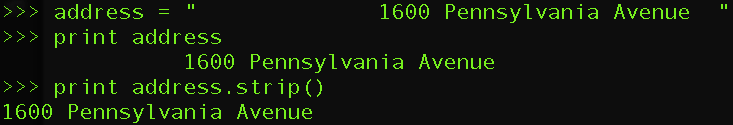 >>> address = "              1600 Pennsylvania Avenue  "
>>> print address
              1600 Pennsylvania Avenue
>>> print address.strip()
1600 Pennsylvania Avenue